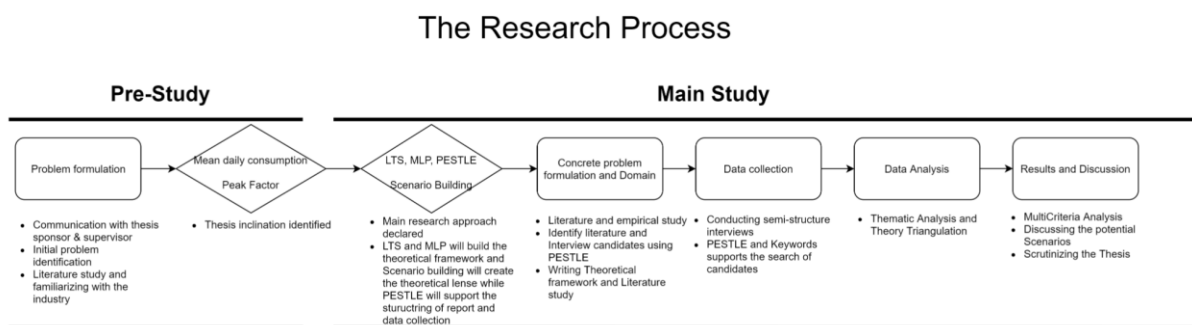 The Research Process
Pre-Study
Main Study
Problem formulation
Mean daily consumption
Peak Factor
LTS, MLP, PESTLE
Scenario Building
Concrete problem
formulation and Domain
Data collection
Data Analysis
Results and Discussion
• Communication with thesis
sponsor & supervisor
• Initial problem
identification
• Literature study and
familiarizing with the
industry
• Thesis inclination identified
• Main research approach
declared
• LTS and MLP will build the
theoretical framework and
Scenario building will create
the theoretical lense while
PESTLE will support the
stuructring of report and
data collection
• Literature and empirical study
• Identify literature and
Interview candidates using
PESTLE
• Writing Theoretical
framework and Literature
study
• Conducting semi-structure
interviews
• PESTLE and Keywords
supports the search of
candidates
• Thematic Analysis and
Theory Triangulation
• MultiCriteria Analysis
• Discussing the potential
Scenarios
• Scrutinizing the Thesis